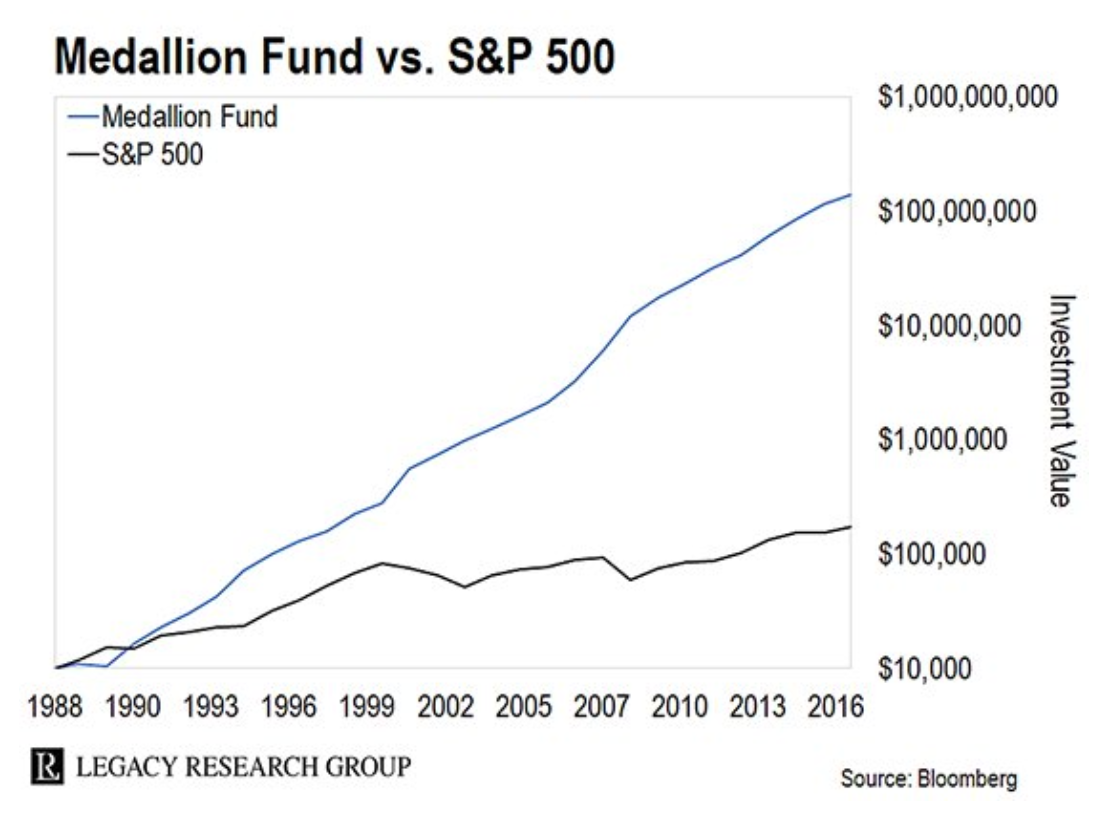 Medallion Fund vs. S&P 500
Medallion Fund
S&P 500
$1,000,000,000
$100,000,000
$10,000,000
$1,000,000
$100,000
$10,000
Investment Value
1988 1990 1993 1996 1999 2002 2005 2007 2010 2013 2016
LR LEGACY RESEARCH GROUP
Source: Bloomberg